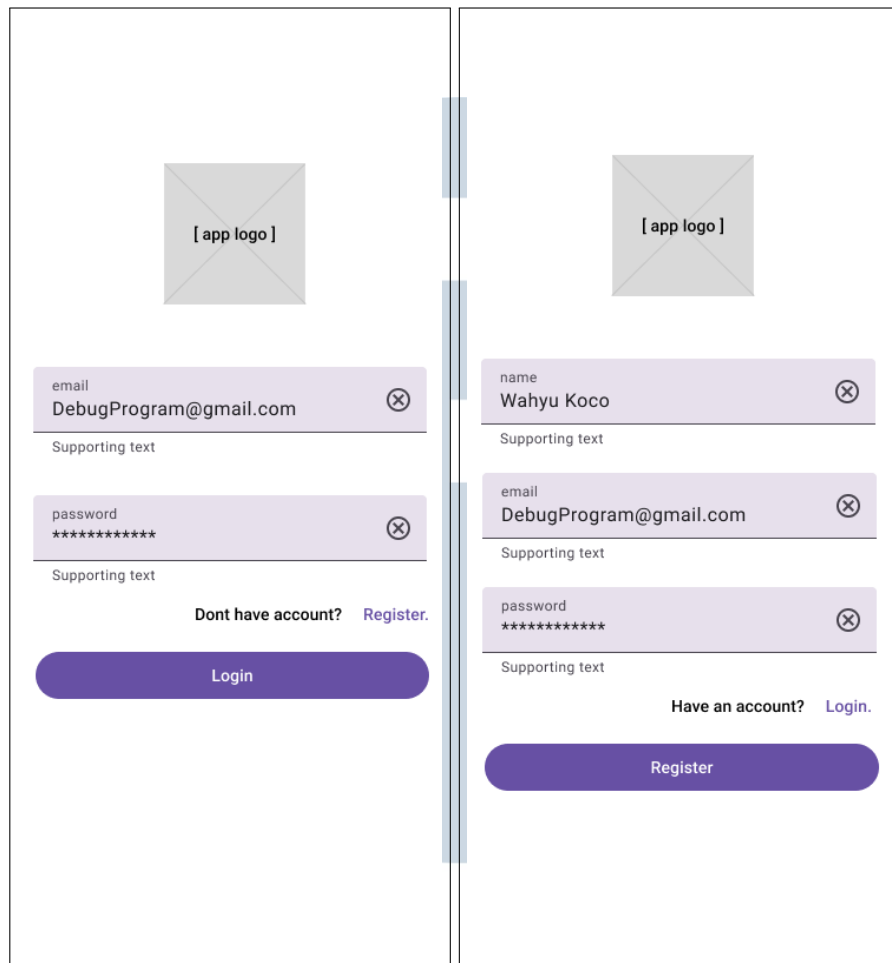 [ app logo ]
email
DebugProgram@gmail.com
Supporting text
password
************
Supporting text
Dont have account? Register.
Login
[ app logo ]
name
Wahyu Koco
Supporting text
email
DebugProgram@gmail.com
Supporting text
password
************
Supporting text
Have an account? Login.
Register